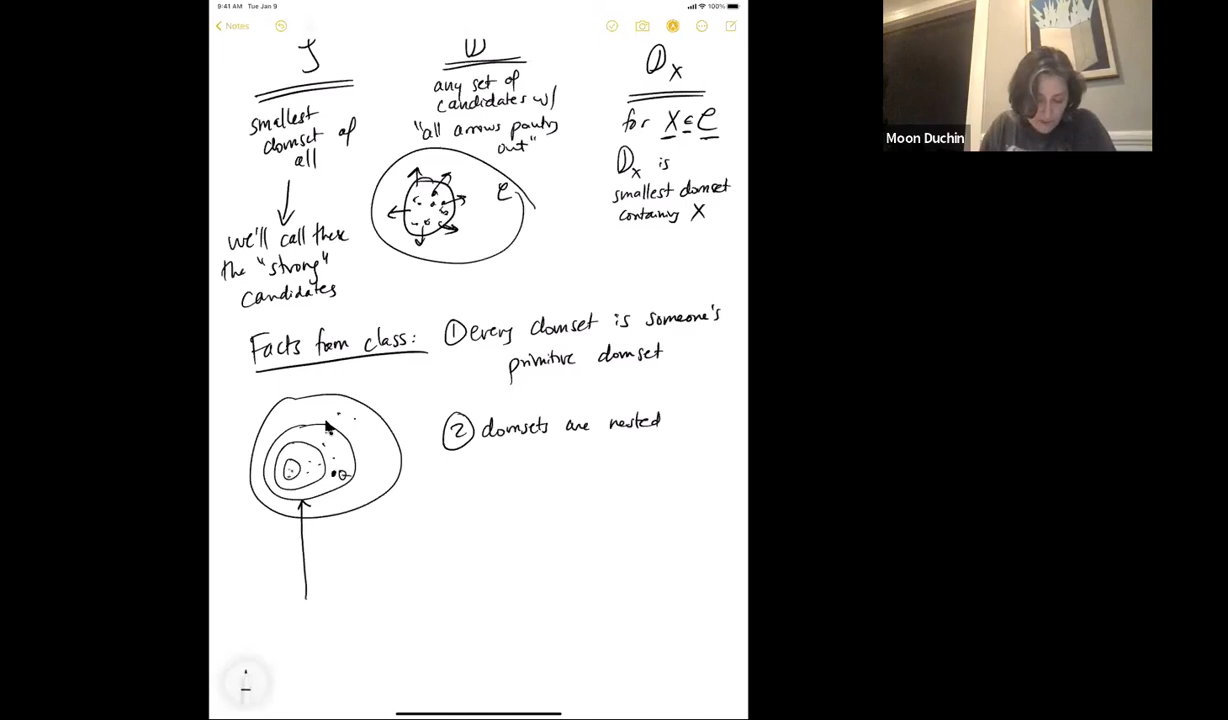 9:41 AM Tue Jan 9
100%
Notes
smallest
domset of
all
we'll call these
the "strong"
candidates
W
any set of
candidates w/
"all arrows pointing
out"
C
D_X
for X ∈ C
D_X is
smallest domset
containing X
Facts from class:
① every domset is someone's
primitive domset
② domsets are nested
Q
Moon Duchin